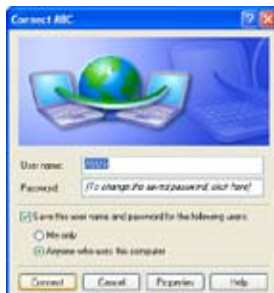 Connect ABC
User name:
Password: [To change the saved password, click here]
Save this user name and password for the following users:
Me only
Anyone who uses this computer
Connect Cancel Properties Help